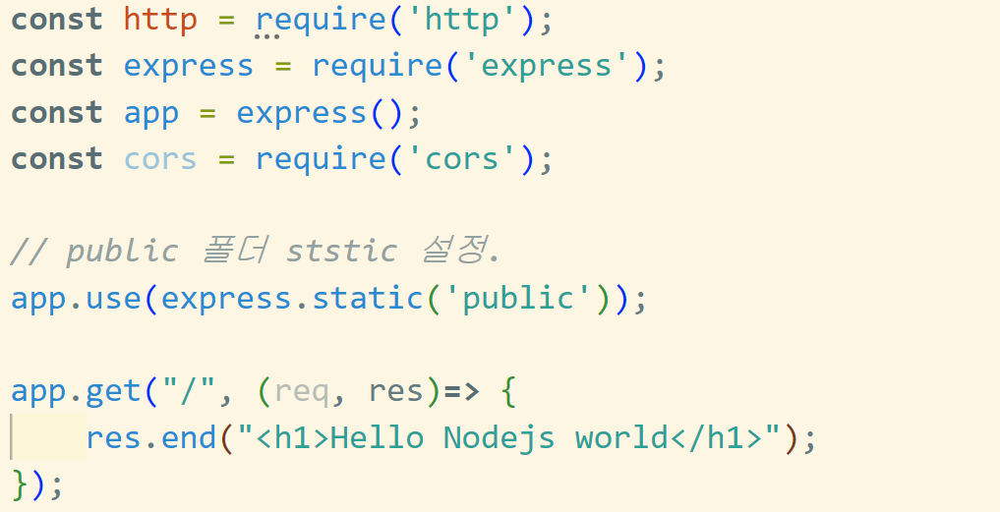 const http = require('http');
const express = require('express');
const app = express();
const cors = require('cors');
// public 폴더 ststic 설정.
app.use(express.static('public'));
app.get("/", (req, res)=> {
res.end("<h1>Hello Nodejs world</h1>");
});